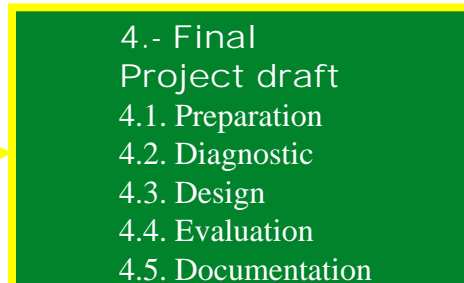 4.- Final
Project draft
4.1. Preparation
4.2. Diagnostic
4.3. Design
4.4. Evaluation
4.5. Documentation